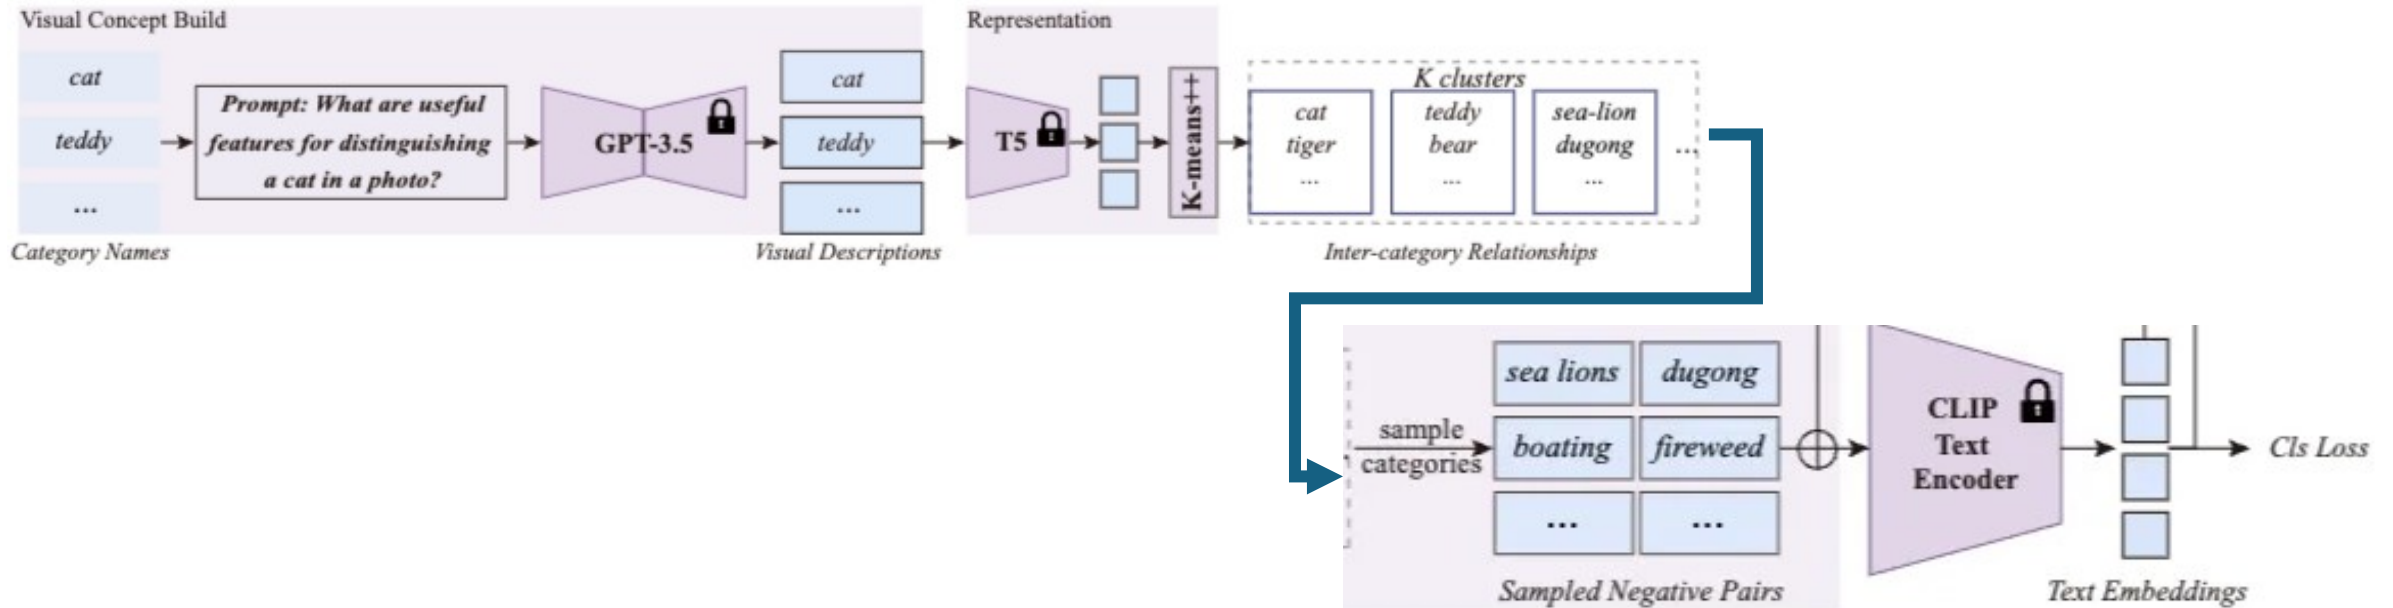 Visual Concept Build
Representation
cat
teddy
...
Category Names
Prompt: What are useful
features for distinguishing
a cat in a photo?
GPT-3.5
cat
teddy
...
Visual Descriptions
T5
K-means++
K clusters
cat
tiger
...
teddy
bear
...
sea-lion
dugong
...
...
Inter-category Relationships
sample
categories
sea lions
dugong
boating
fireweed
...
...
Sampled Negative Pairs
CLIP
Text
Encoder
Text Embeddings
Cls Loss